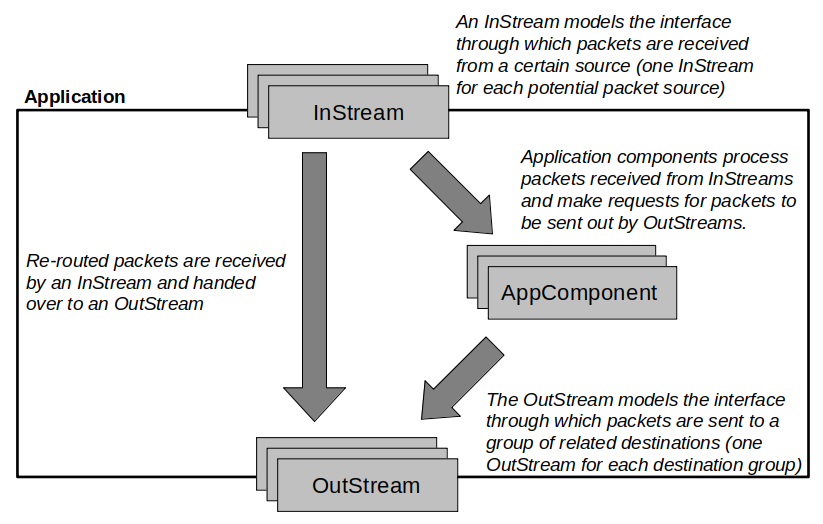 An InStream models the interface
through which packets are received
from a certain source (one InStream
for each potential packet source)
Application
InStream
Application components process
packets received from InStreams
and make requests for packets to
be sent out by OutStreams.
Re-routed packets are received
by an InStream and handed
over to an OutStream
AppComponent
The OutStream models the interface
through which packets are sent to a
group of related destinations (one
OutStream for each destination group)
OutStream